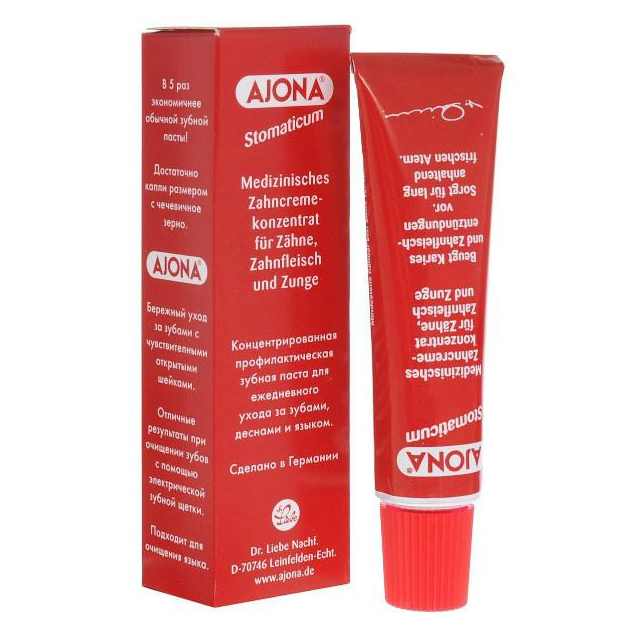 В 5 раз
экономичнее
обычной зубной
пасты!
Достаточно
капли размером
с чечевичное
зерно.
AJONA®
Бережный уход
за зубами с
чувствительными
открытыми
шейками.
Отличные
результаты при
очищении зубов
с помощью
электрической
зубной щетки.
Подходит для
очищения языка.
AJONA®
Stomaticum
Medizinisches
Zahncreme-
konzentrat
für Zähne,
Zahnfleisch
und Zunge
Концентрированная
профилактическая
зубная паста для
ежедневного
ухода за зубами,
деснами и языком.
Сделано в Германии
Dr. Liebe
Dr. Liebe Nachf.
D-70746 Leinfelden-Echt.
www.ajona.de
AJONA®
Stomaticum
Medizinisches
Zahncreme-
konzentrat
für Zähne,
Zahnfleisch
und Zunge
Beugt Karies
und Zahnfleisch-
entzündungen
vor.
Sorgt für lang
anhaltend
frischen Atem.